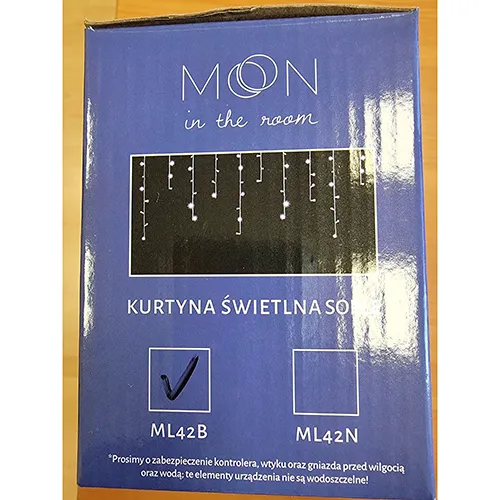 MOON
in the room
KURTYNA ŚWIETLNA
ML42B
ML42N
*Prosimy o zabezpieczenie kontrolera, wtyku oraz gniazda przed wilgocią
oraz wodą; te elementy urządzenia nie są wodoszczelne!